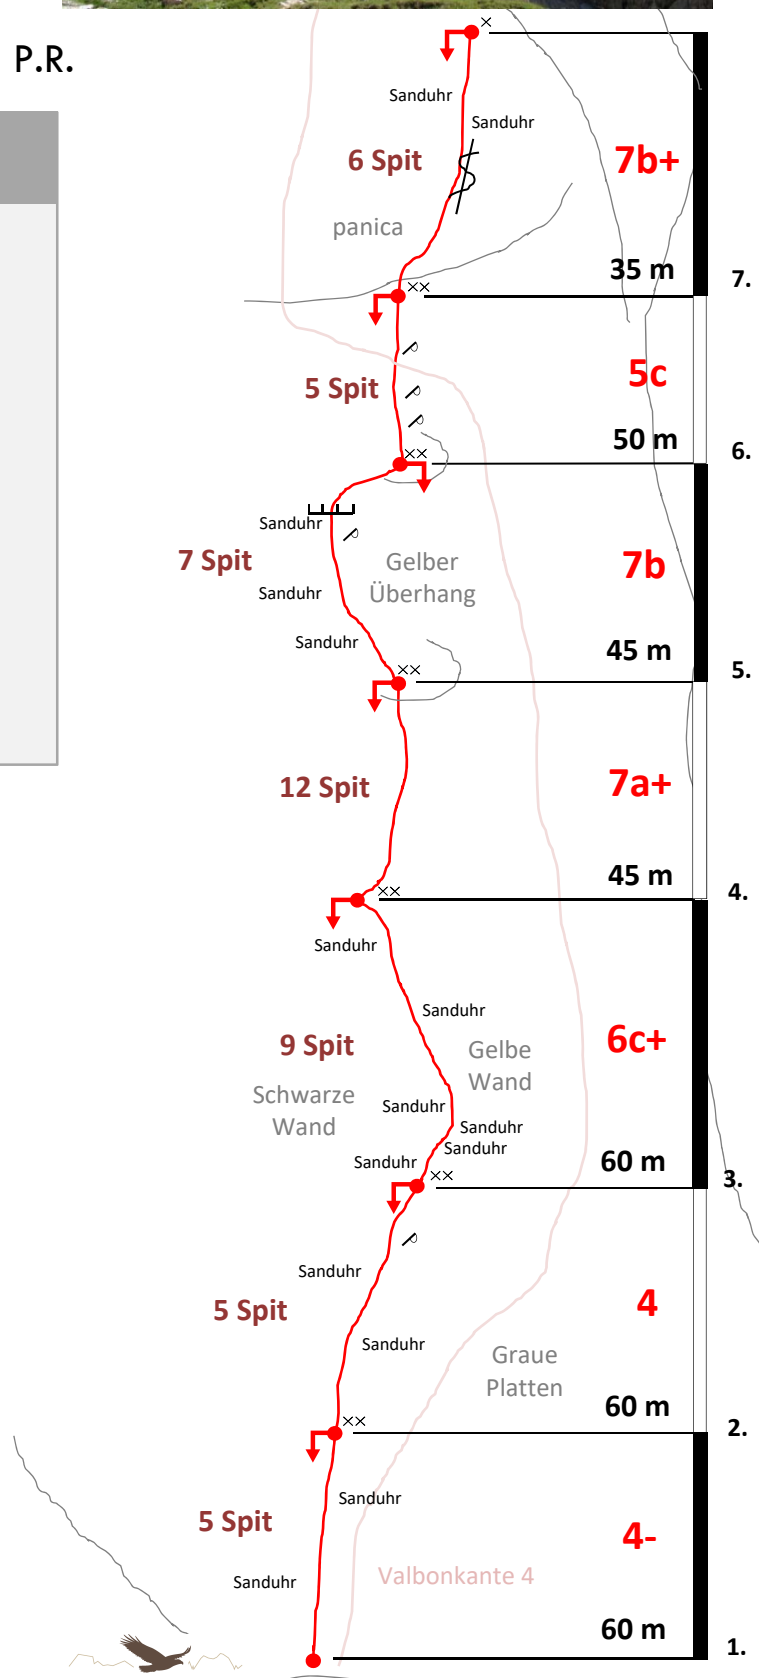 P.R.
Sanduhr
Sanduhr
6 Spit
7b+
panica
35 m
7.
5 Spit
5c
50 m
6.
Sanduhr
7 Spit
Gelber
Überhang
7b
Sanduhr
Sanduhr
45 m
5.
12 Spit
7a+
45 m
4.
Sanduhr
Sanduhr
9 Spit
Gelbe
Wand
6c+
Schwarze
Wand
Sanduhr
Sanduhr
Sanduhr
Sanduhr
60 m
3.
Sanduhr
5 Spit
4
Sanduhr
Graue
Platten
60 m
2.
Sanduhr
5 Spit
4-
Sanduhr
Valbonkante 4
60 m
1.